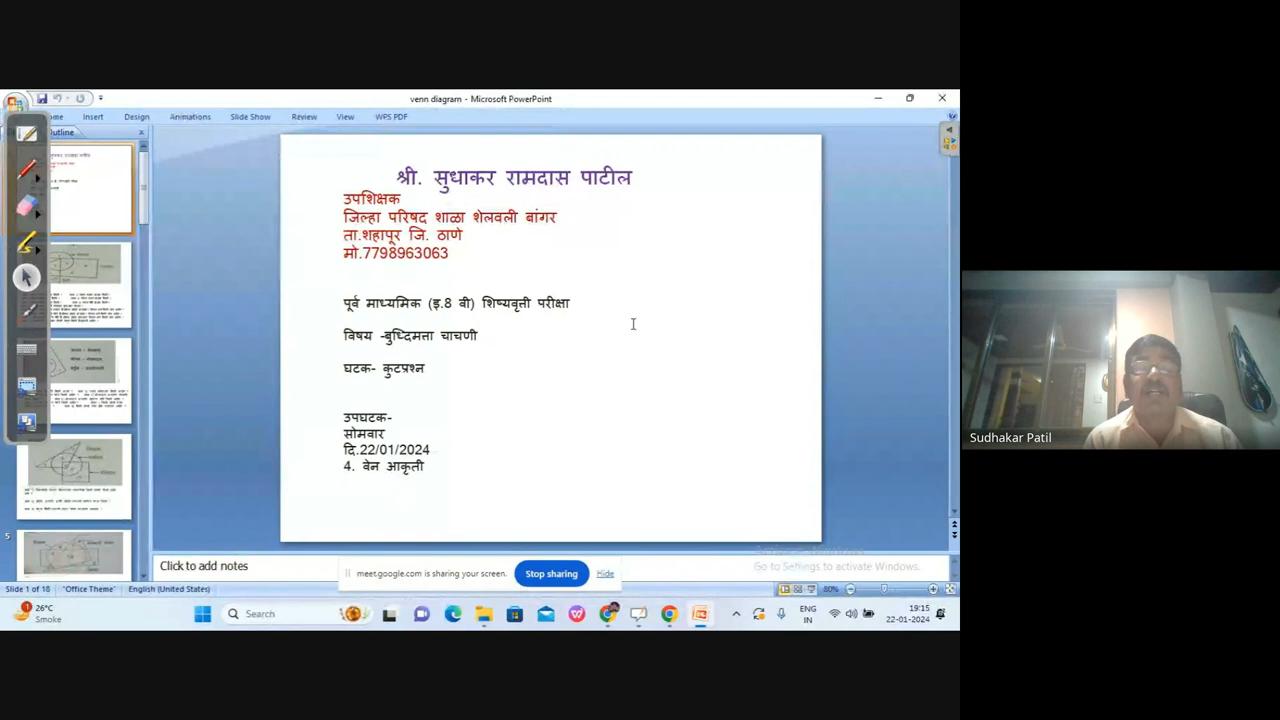 venn diagram - Microsoft PowerPoint
ome Insert Design Animations Slide Show Review View WPS PDF
utline
श्री. सुधाकर रामदास पाटील
उपशिक्षक
जिल्हा परिषद शाळा शेलवली बांगर
ता.शहापूर जि. ठाणे
मो.7798963063
पूर्व माध्यमिक (इ.8 वी) शिष्यवृत्ती परीक्षा
विषय -बुध्दिमत्ता चाचणी
घटक- कुटप्रश्न
उपघटक-
सोमवार
दि.22/01/2024
4. वेन आकृती
Sudhakar Patil
5
Click to add notes
Go to Settings to activate Windows.
meet.google.com is sharing your screen. Stop sharing Hide
Slide 1 of 18 "Office Theme" English (United States) 80%
26°C
Smoke
Search
ENG
IN
19:15
22-01-2024